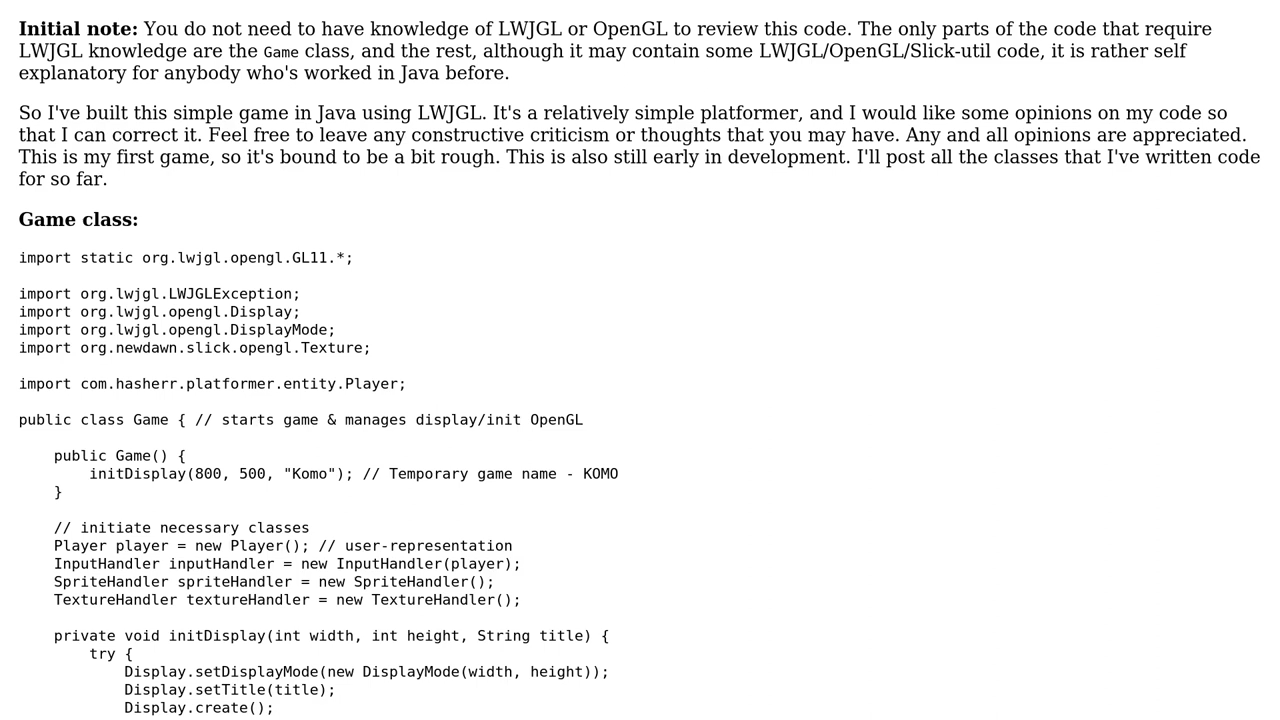 Initial note: You do not need to have knowledge of LWJGL or OpenGL to review this code. The only parts of the code that require
LWJGL knowledge are the Game class, and the rest, although it may contain some LWJGL/OpenGL/Slick-util code, it is rather self
explanatory for anybody who's worked in Java before.
So I've built this simple game in Java using LWJGL. It's a relatively simple platformer, and I would like some opinions on my code so
that I can correct it. Feel free to leave any constructive criticism or thoughts that you may have. Any and all opinions are appreciated.
This is my first game, so it's bound to be a bit rough. This is also still early in development. I'll post all the classes that I've written code
for so far.
Game class:
import static org.lwjgl.opengl.GL11.*;
import org.lwjgl.LWJGLException;
import org.lwjgl.opengl.Display;
import org.lwjgl.opengl.DisplayMode;
import org.newdawn.slick.opengl.Texture;
import com.hasherr.platformer.entity.Player;
public class Game { // starts game & manages display/init OpenGL
    public Game() {
        initDisplay(800, 500, "Komo"); // Temporary game name - KOMO
    }
    // initiate necessary classes
    Player player = new Player(); // user-representation
    InputHandler inputHandler = new InputHandler(player);
    SpriteHandler spriteHandler = new SpriteHandler();
    TextureHandler textureHandler = new TextureHandler();
    private void initDisplay(int width, int height, String title) {
        try {
            Display.setDisplayMode(new DisplayMode(width, height));
            Display.setTitle(title);
            Display.create();